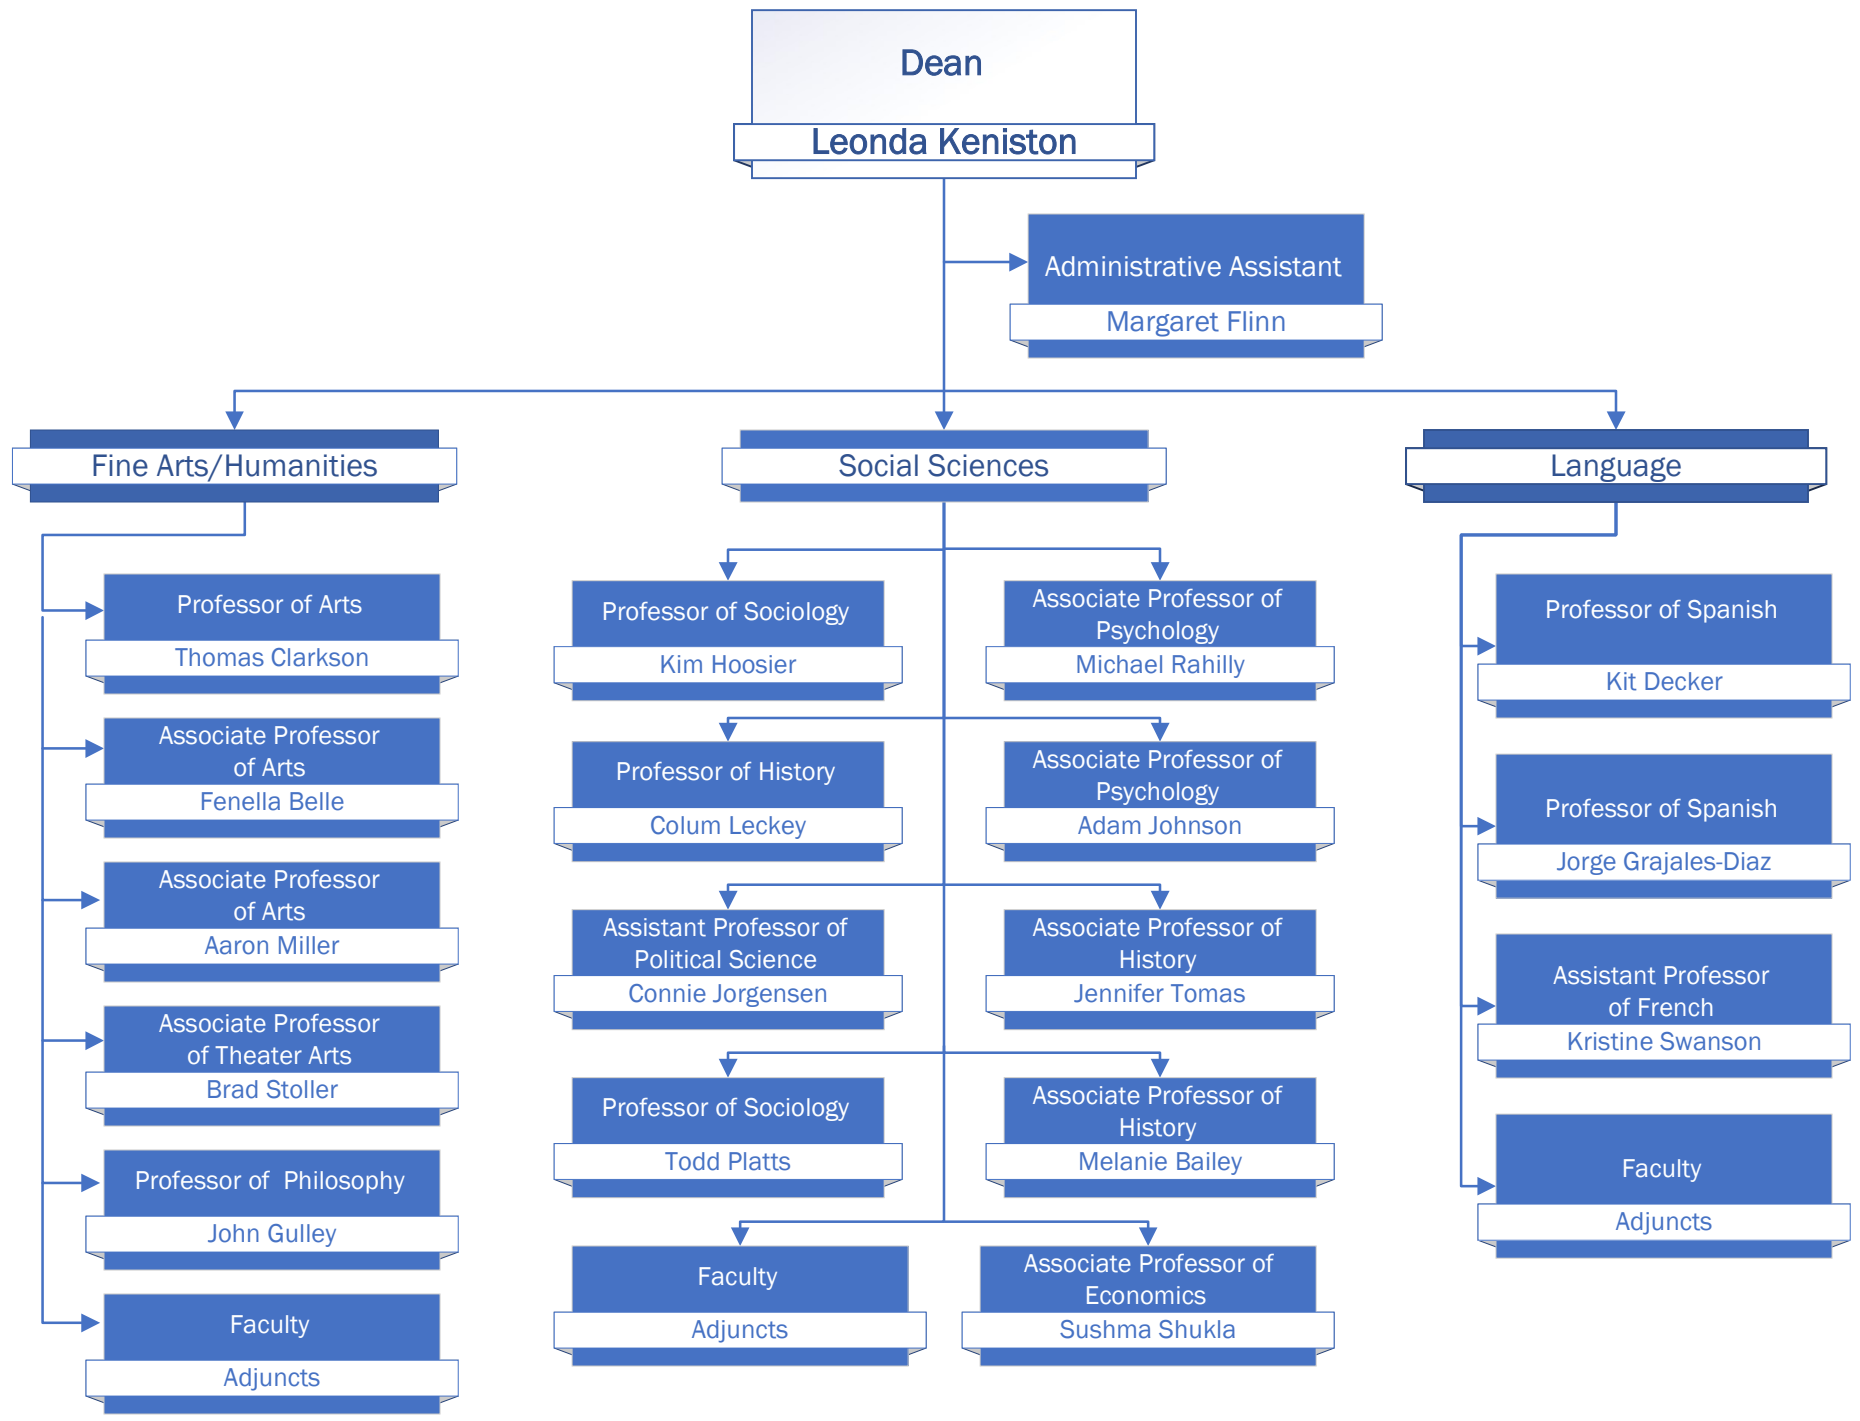 Dean
Leonda Keniston
Administrative Assistant
Margaret Flinn
Fine Arts/Humanities
Social Sciences
Language
Professor of Arts
Thomas Clarkson
Associate Professor
of Arts
Fenella Belle
Associate Professor
of Arts
Aaron Miller
Associate Professor
of Theater Arts
Brad Stoller
Professor of  Philosophy
John Gulley
Faculty
Adjuncts
Professor of Sociology
Kim Hoosier
Associate Professor of
Psychology
Michael Rahilly
Professor of History
Colum Leckey
Associate Professor of
Psychology
Adam Johnson
Assistant Professor of
Political Science
Connie Jorgensen
Associate Professor of
History
Jennifer Tomas
Professor of Sociology
Todd Platts
Associate Professor of
History
Melanie Bailey
Faculty
Adjuncts
Associate Professor of
Economics
Sushma Shukla
Professor of Spanish
Kit Decker
Professor of Spanish
Jorge Grajales-Diaz
Assistant Professor
of French
Kristine Swanson
Faculty
Adjuncts